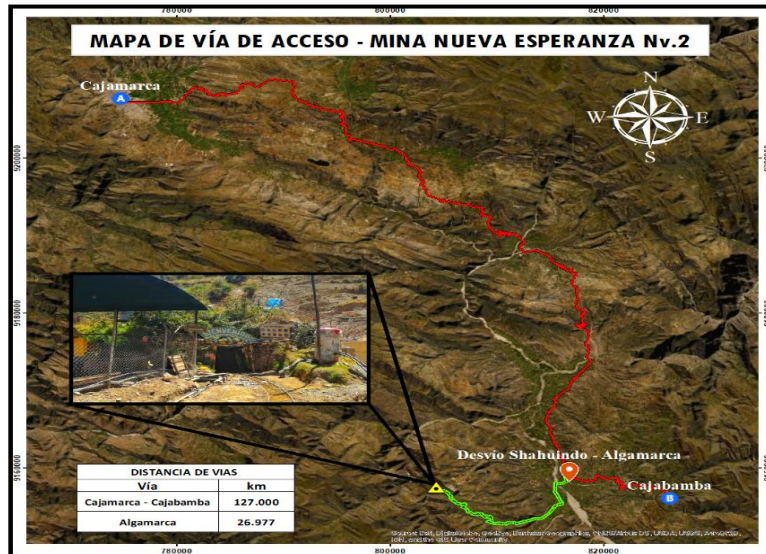 780000 800000 820000
MAPA DE VÍA DE ACCESO - MINA NUEVA ESPERANZA Nv.2
Cajamarca
A
N
W E
S
9200000
9180000
9160000
Desvío Shahuindo - Algamarca
Cajabamba
B
DISTANCIA DE VIAS
Vía km
Cajamarca - Cajabamba 127.000
Algamarca 26.977
780000 800000 820000